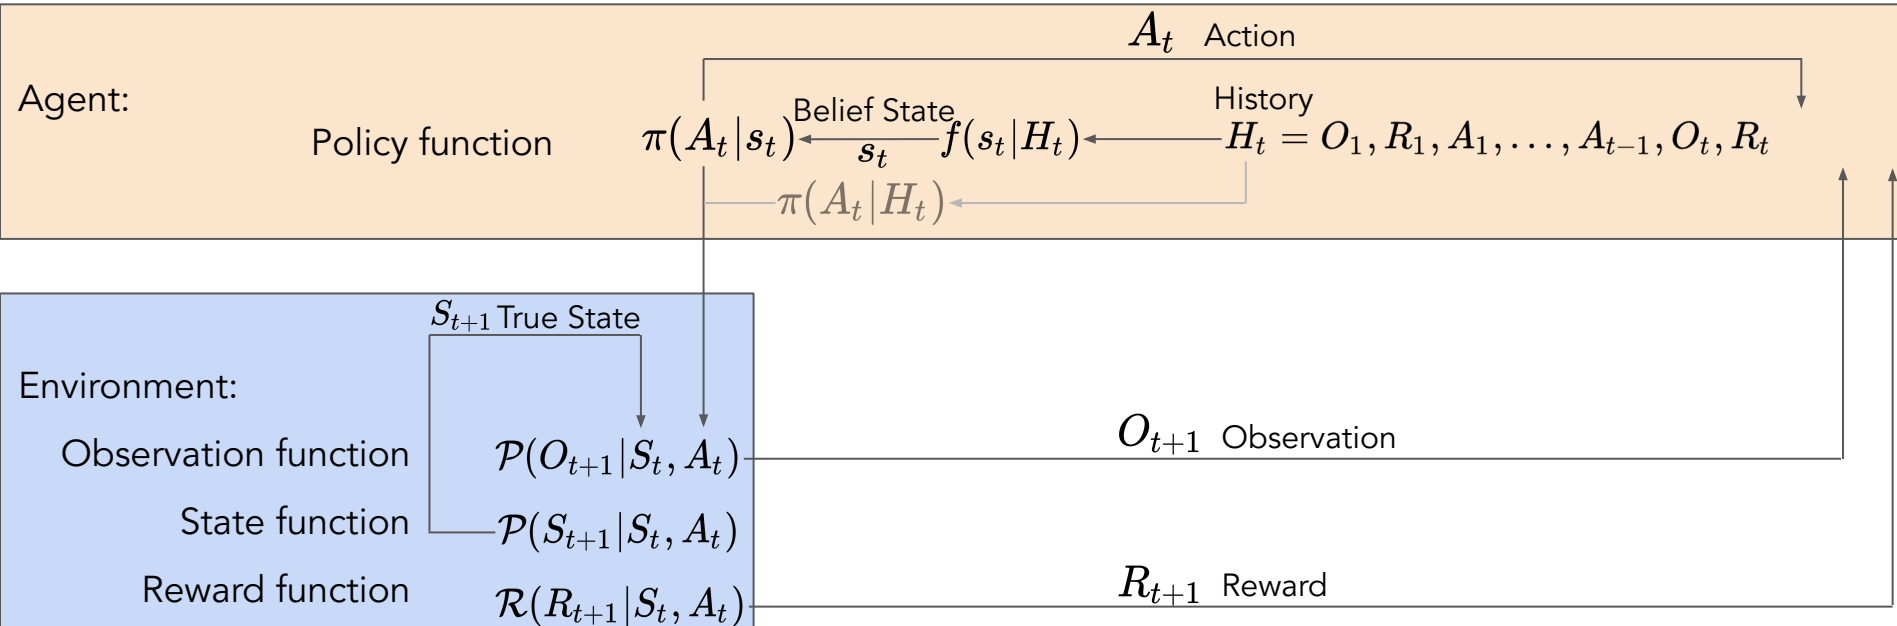 A_t Action
Agent:
Belief State
History
Policy function π(A_t|s_t) s_t f(s_t|H_t) H_t = O_1, R_1, A_1, ..., A_{t-1}, O_t, R_t
π(A_t|H_t)
S_{t+1} True State
Environment:
Observation function 𝒫(O_{t+1}|S_t, A_t) O_{t+1} Observation
State function 𝒫(S_{t+1}|S_t, A_t)
Reward function ℛ(R_{t+1}|S_t, A_t) R_{t+1} Reward